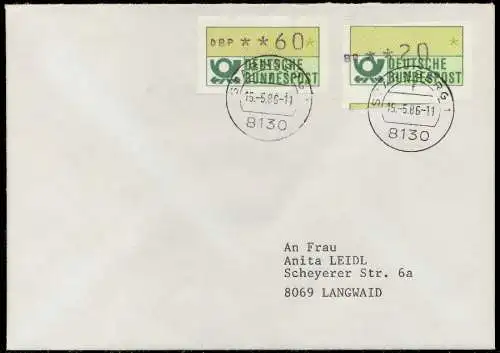 DBP * * 60 *
DEUTSCHE
BUNDESPOST
* * 20
DEUTSCHE
BUNDESPOST
15.-5.86-11
8130
15.-5.86-11
8130
An Frau
Anita LEIDL
Scheyerer Str. 6a
8069 LANGWAID